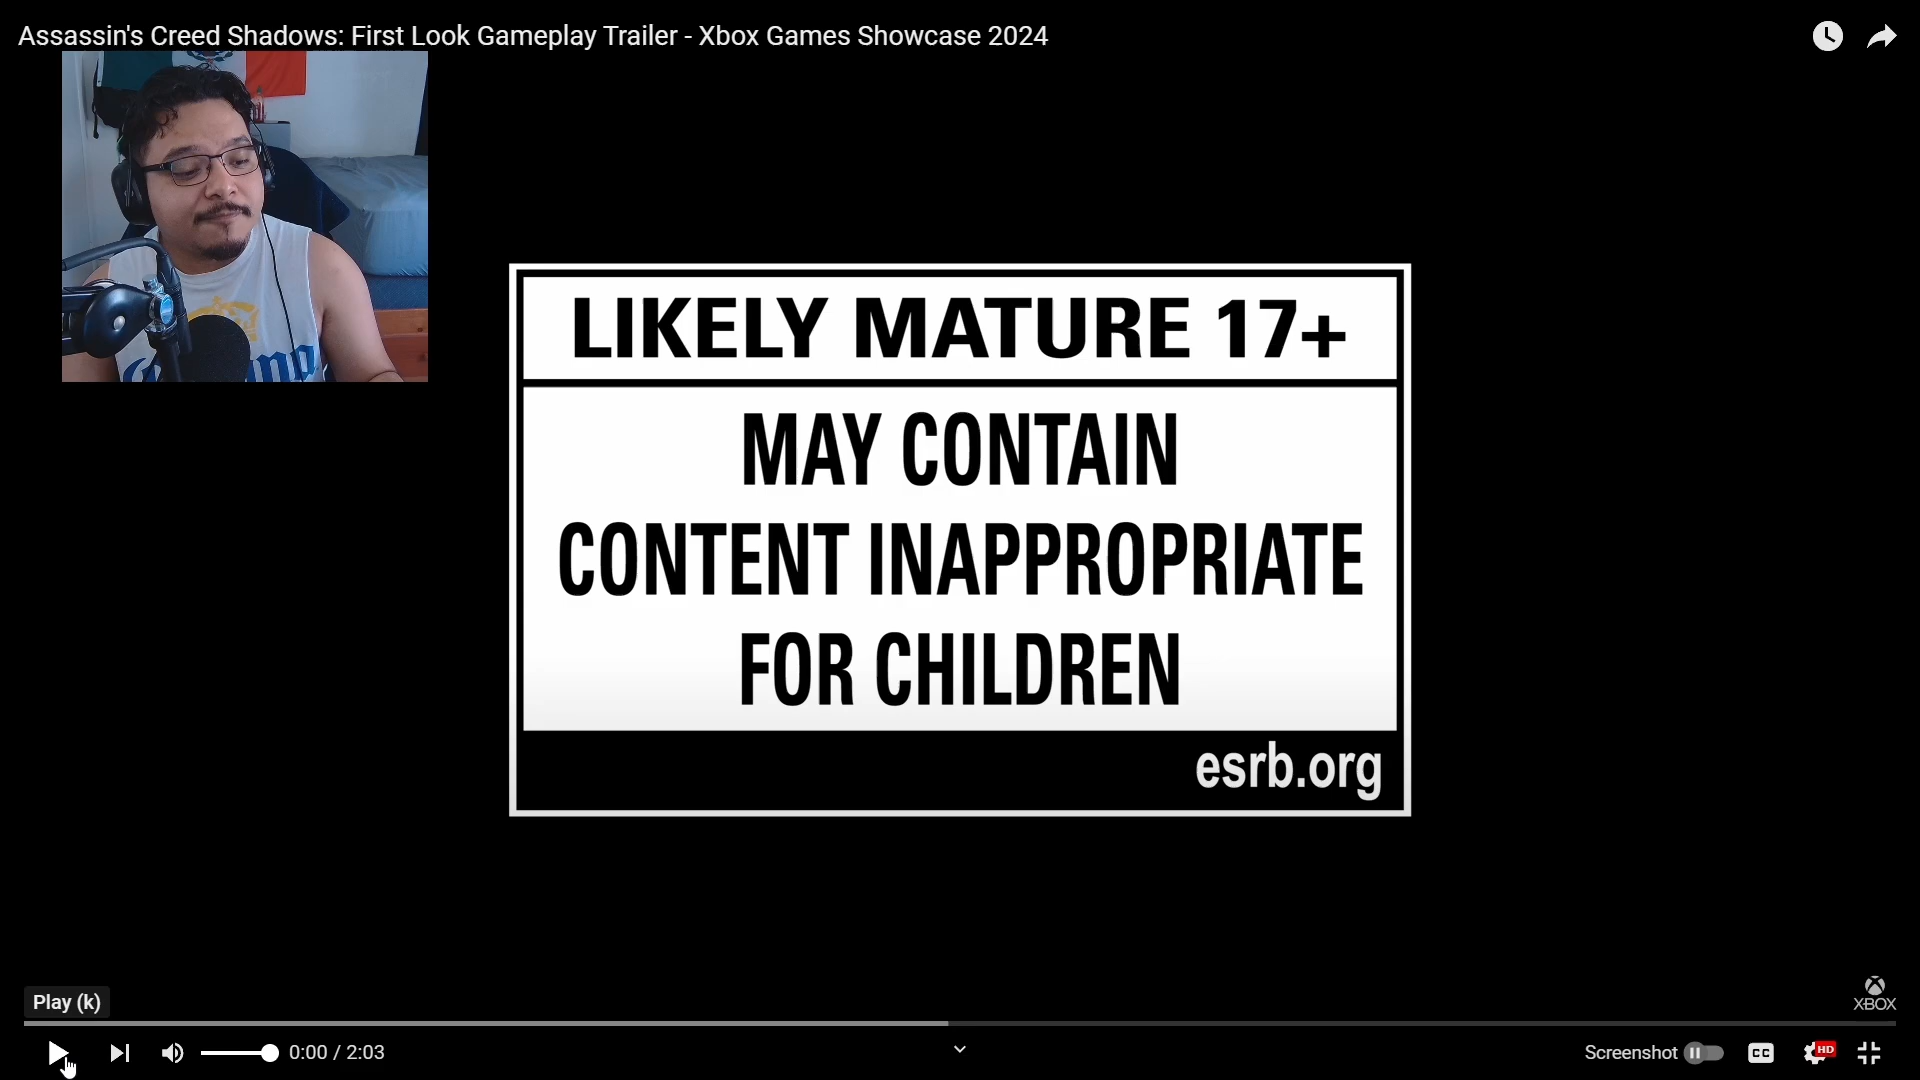 Assassin's Creed Shadows: First Look Gameplay Trailer - Xbox Games Showcase 2024
LIKELY MATURE 17+
MAY CONTAIN
CONTENT INAPPROPRIATE
FOR CHILDREN
esrb.org
XBOX
Play (k)
0:00 / 2:03
Screenshot
CC
HD